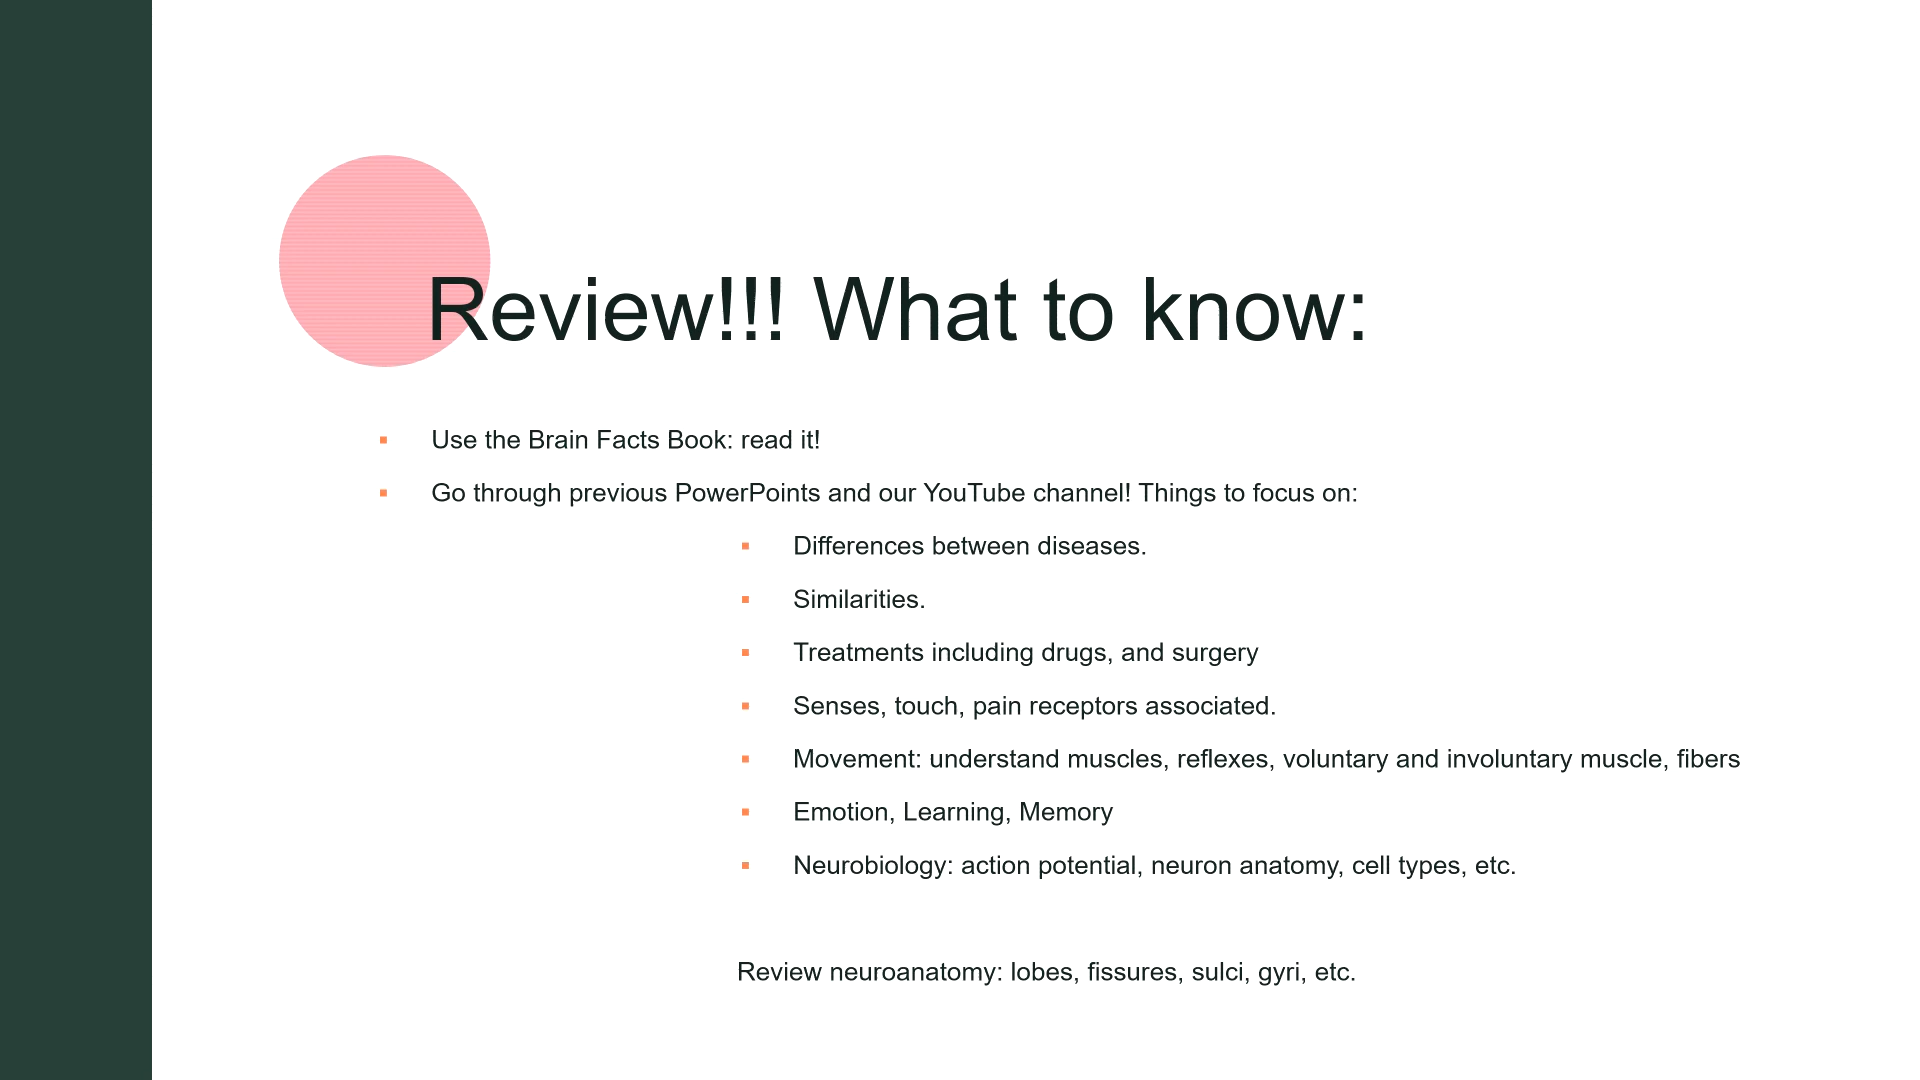 Review!!! What to know:
Use the Brain Facts Book: read it!
Go through previous PowerPoints and our YouTube channel! Things to focus on:
Differences between diseases.
Similarities.
Treatments including drugs, and surgery
Senses, touch, pain receptors associated.
Movement: understand muscles, reflexes, voluntary and involuntary muscle, fibers
Emotion, Learning, Memory
Neurobiology: action potential, neuron anatomy, cell types, etc.
Review neuroanatomy: lobes, fissures, sulci, gyri, etc.